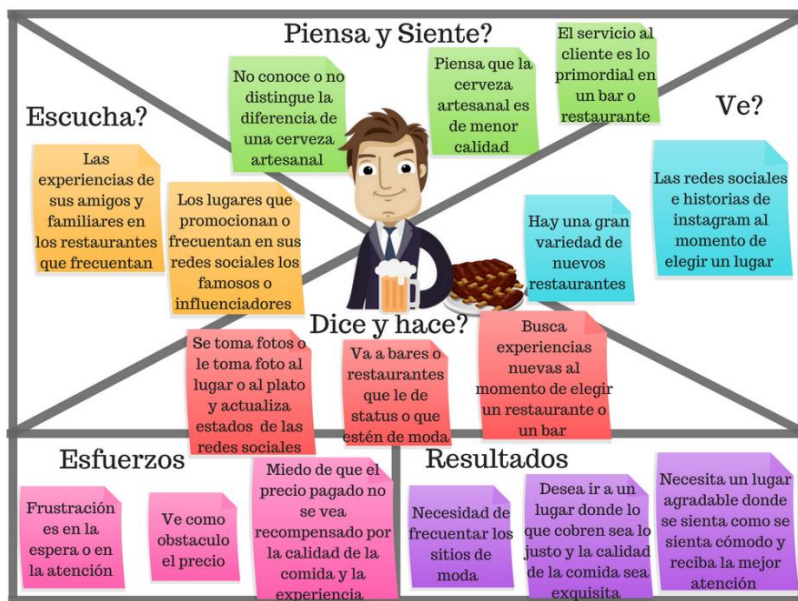 Piensa y Siente?
No conoce o no
distingue la
diferencia de
una cerveza
artesanal
Piensa que la
cerveza
artesanal es
de menor
calidad
El servicio al
cliente es lo
primordial en
un bar o
restaurante
Escucha?
Las
experiencias de
sus amigos y
familiares en
los restaurantes
que frecuentan
Los lugares que
promocionan o
frecuentan en sus
redes sociales los
famosos o
influenciadores
Ve?
Hay una gran
variedad de
nuevos
restaurantes
Las redes sociales
e historias de
instagram al
momento de
elegir un lugar
Dice y hace?
Se toma fotos o
le toma foto al
lugar o al plato
y actualiza
estados de las
redes sociales
Va a bares o
restaurantes
que le de
status o que
estén de moda
Busca
experiencias
nuevas al
momento de elegir
un restaurante o
un bar
Esfuerzos
Frustración
es en la
espera o en
la atención
Ve como
obstaculo
el precio
Miedo de que el
precio pagado no
se vea
recompensado por
la calidad de la
comida y la
experiencia
Resultados
Necesidad de
frecuentar los
sitios de
moda
Desea ir a un
lugar donde lo
que cobren sea lo
justo y la calidad
de la comida sea
exquisita
Necesita un lugar
agradable donde
se sienta como se
sienta cómodo y
reciba la mejor
atención